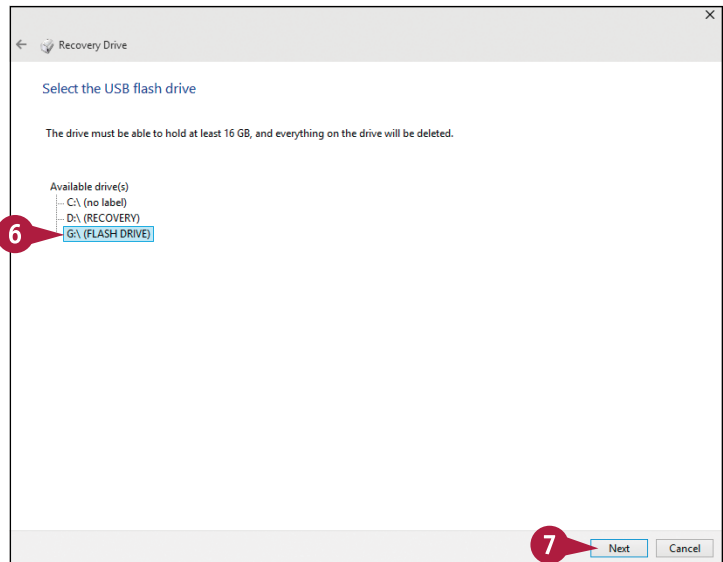 ×
← Recovery Drive
Select the USB flash drive
The drive must be able to hold at least 16 GB, and everything on the drive will be deleted.
Available drive(s)
C:\ (no label)
D:\ (RECOVERY)
6
G:\ (FLASH DRIVE)
7
Next Cancel